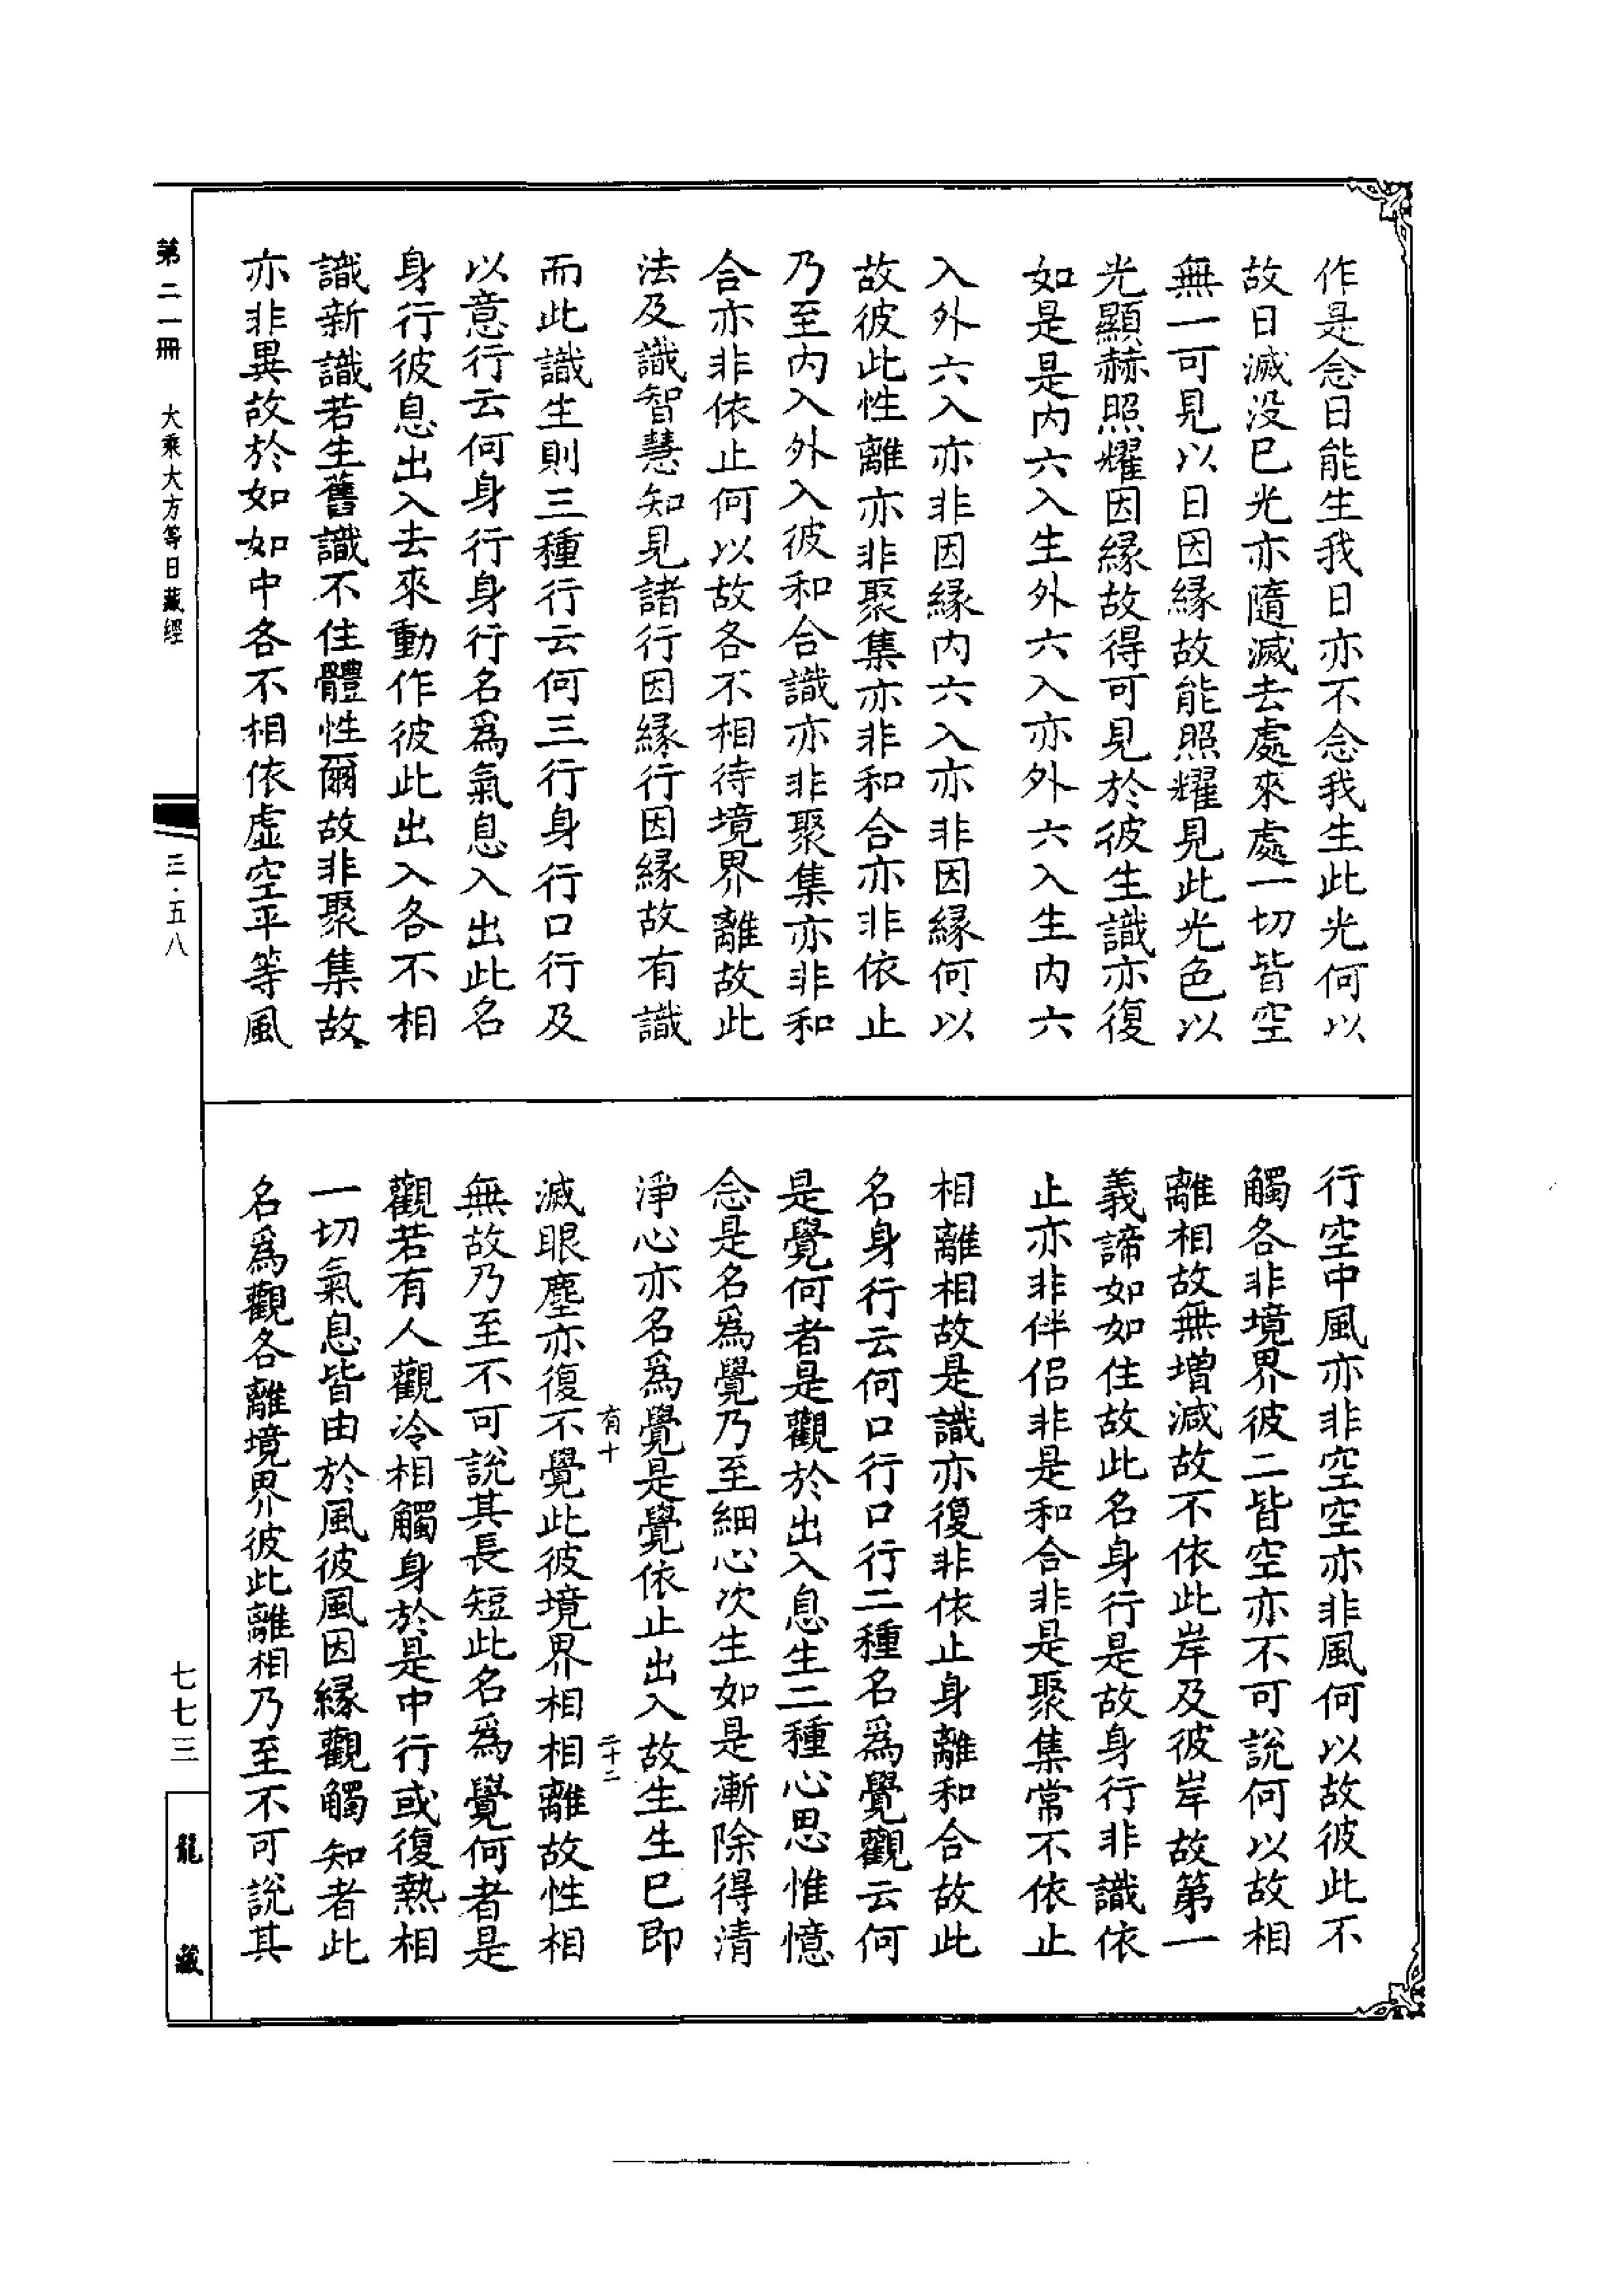 作是念日能生我日亦不念我生此光何以
故日滅没已光亦隨滅去處來處一切皆空
無一可見以日因緣故能照耀見此光色以
光顯赫照耀因緣故得可見於彼生識亦復
如是是内六入生外六入亦外六入生内六
入外六入亦非因緣内六入亦非因緣何以
故彼此性離亦非聚集亦非和合亦非依止
乃至内入外入彼和合識亦非聚集亦非和
合亦非依止何以故各不相待境界離故此
法及識智慧知見諸行因緣行因緣故有識
而此識生則三種行云何三行身行口行及
以意行云何身行身行名爲氣息入出此名
身行彼息出入去來動作彼此出入各不相
識新識若生舊識不住體性爾故非聚集故
亦非異故於如如中各不相依虛空平等風
行空中風亦非空空亦非風何以故彼此不
觸各非境界彼二皆空亦不可說何以故相
離相故無增減故不依此岸及彼岸故第一
義諦如如住故此名身行是故身行非識依
止亦非伴侣非是和合非是聚集常不依止
相離相故是識亦復非依止身離和合故此
名身行云何口行口行二種名爲覺觀云何
是覺何者是觀於出入息生二種心思惟憶
念是名爲覺乃至細心次生如是漸除得清
淨心亦名爲覺是覺依止出入故生生已即
有十
二十二
滅眼塵亦復不覺此彼境界相相離故性相
無故乃至不可說其長短此名爲覺何者是
觀若有人觀冷相觸身於是中行或復熱相
一切氣息皆由於風彼風因緣觀觸知者此
名爲觀各離境界彼此離相乃至不可說其
第二一冊 大乘大方等日藏經
三·五八
七七三
龍藏